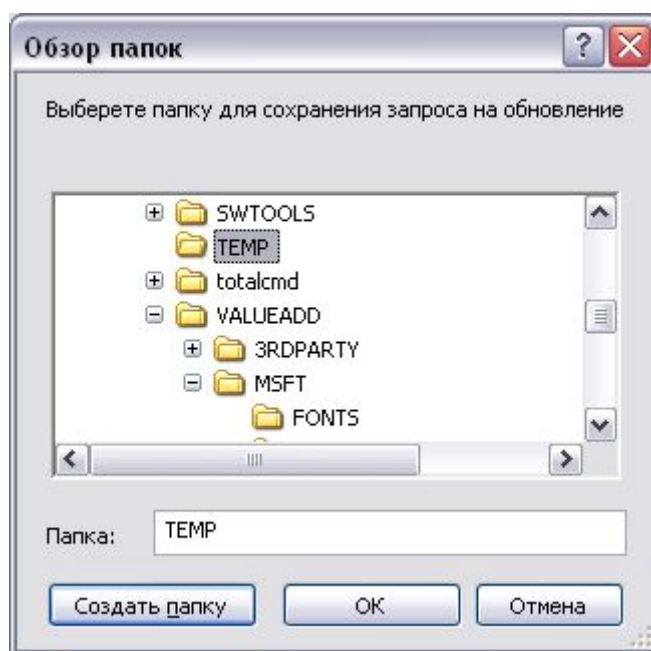 Обзор папок
Выберете папку для сохранения запроса на обновление
SWTOOLS
TEMP
totalcmd
VALUEADD
3RDPARTY
MSFT
FONTS
Папка: TEMP
Создать папку ОК Отмена